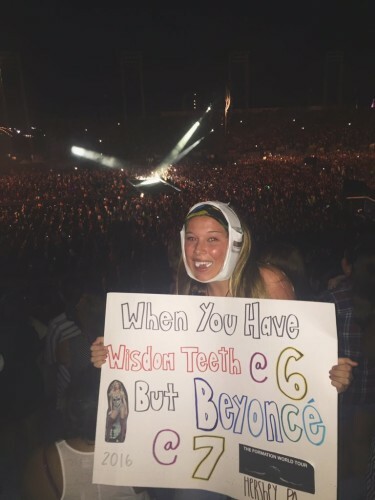 When You Have
Wisdom Teeth @ 6
But Beyoncé
@ 7
2016
THE FORMATION WORLD TOUR
HERSHEY, PA